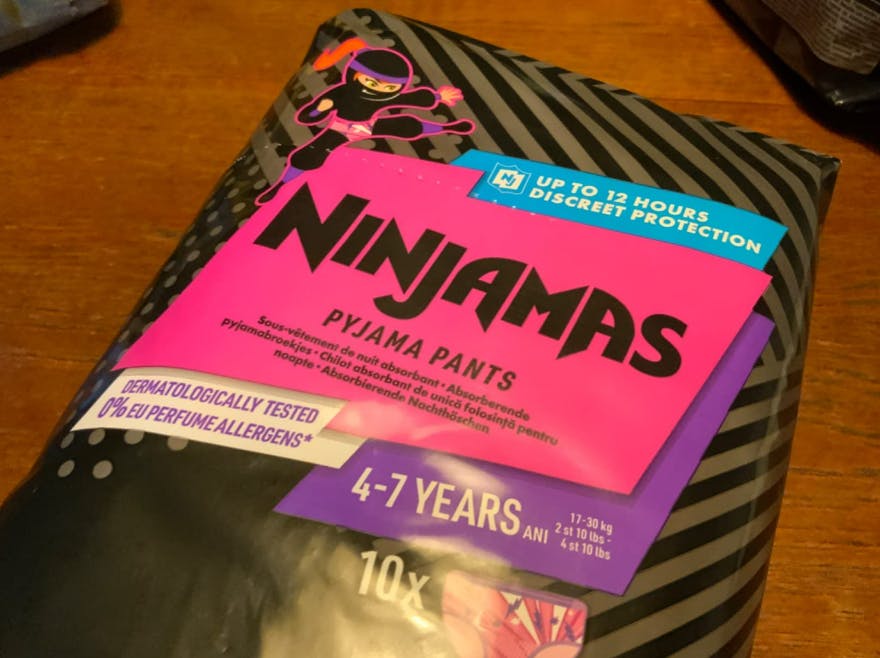 UP TO 12 HOURS
DISCREET PROTECTION
NINJAMAS
PYJAMA PANTS
Sous-vêtement de nuit absorbant • Absorberende
pyjamabroekjes • Chilot absorbant de unică folosință pentru
noapte • Absorbierende Nachthöschen
DERMATOLOGICALLY TESTED
0% EU PERFUME ALLERGENS*
4-7 YEARS
ANI
17-30 kg
2 st 10 lbs -
4 st 10 lbs
10x